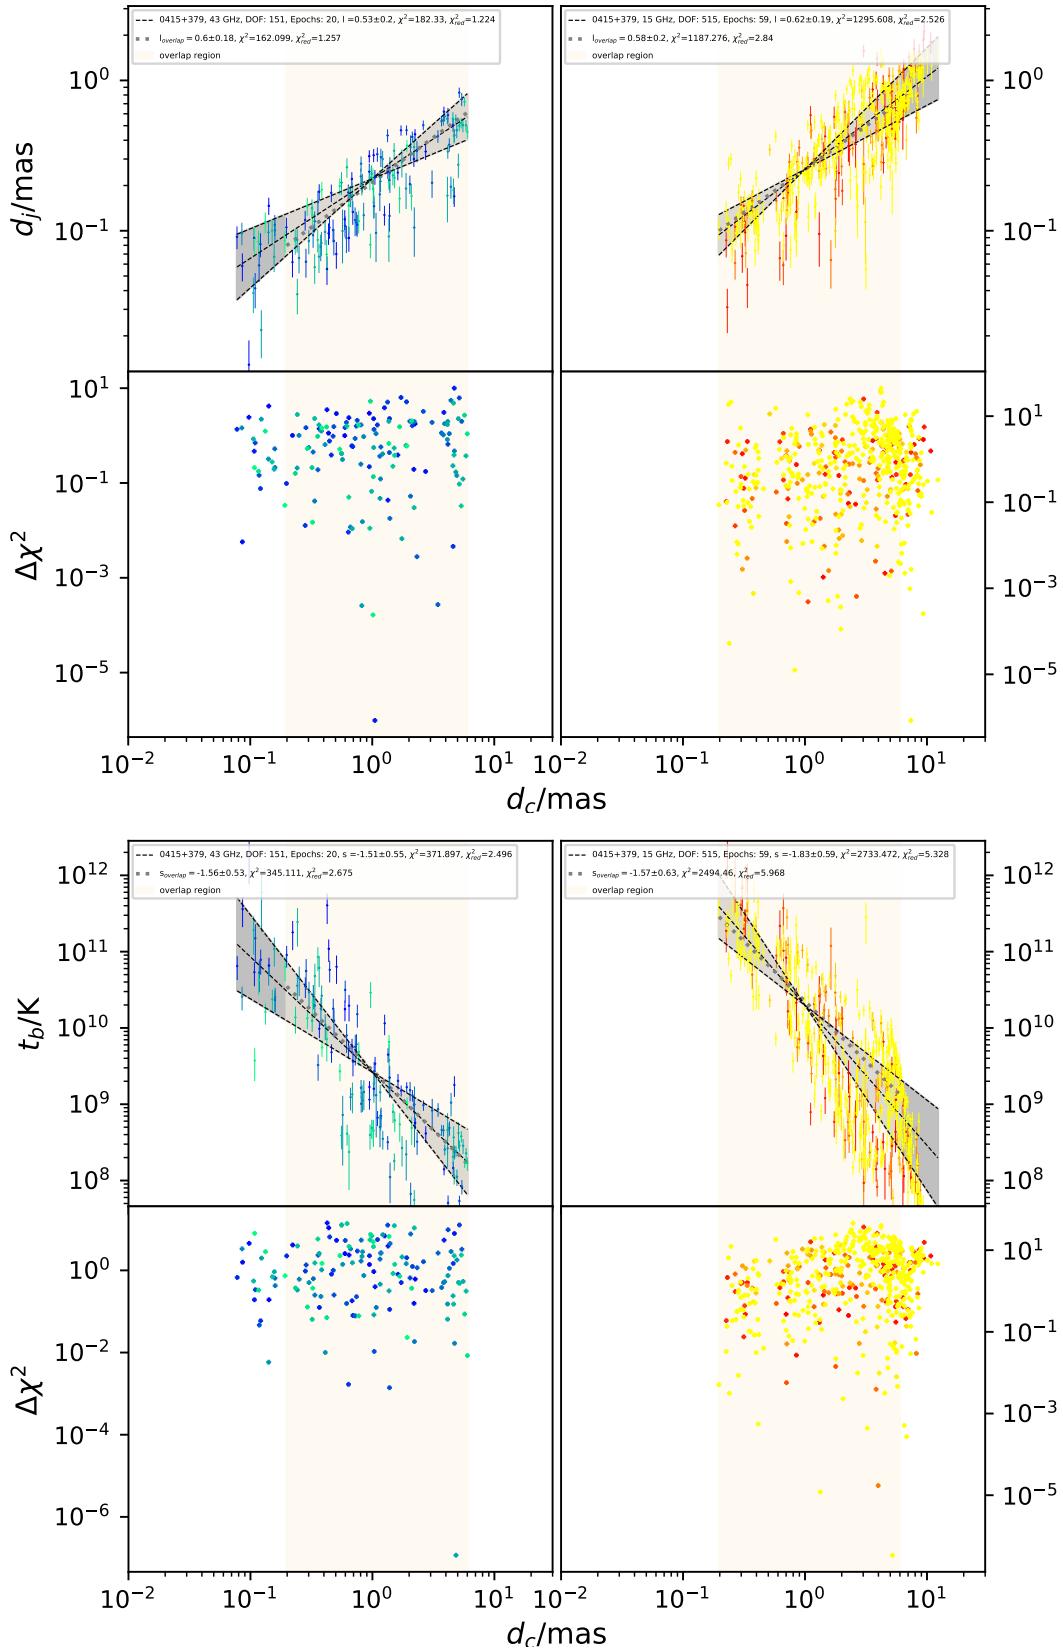 0415+379, 43 GHz, DOF: 151, Epochs: 20, l =0.53±0.2, χ²=182.33, χ²red=1.224
l_overlap = 0.6±0.18, χ²=162.099, χ²red=1.257
overlap region
0415+379, 15 GHz, DOF: 515, Epochs: 59, l =0.62±0.19, χ²=1295.608, χ²red=2.526
l_overlap = 0.58±0.2, χ²=1187.276, χ²red=2.84
overlap region
d_j/mas
10⁰
10⁻¹
10⁰
10⁻¹
Δχ²
10¹
10⁻¹
10⁻³
10⁻⁵
10¹
10⁻¹
10⁻³
10⁻⁵
10⁻² 10⁻¹ 10⁰ 10¹ 10⁻¹ 10⁰ 10¹
d_c/mas
0415+379, 43 GHz, DOF: 151, Epochs: 20, s =-1.51±0.55, χ²=371.897, χ²red=2.496
s_overlap = -1.56±0.53, χ²=345.111, χ²red=2.675
overlap region
0415+379, 15 GHz, DOF: 515, Epochs: 59, s =-1.83±0.59, χ²=2733.472, χ²red=5.328
s_overlap = -1.57±0.63, χ²=2494.46, χ²red=5.968
overlap region
t_b/K
10¹²
10¹¹
10¹⁰
10⁹
10⁸
10¹²
10¹¹
10¹⁰
10⁹
10⁸
Δχ²
10⁰
10⁻²
10⁻⁴
10⁻⁶
10¹
10⁻¹
10⁻³
10⁻⁵
10⁻² 10⁻¹ 10⁰ 10¹ 10⁻² 10⁻¹ 10⁰ 10¹
d_c/mas